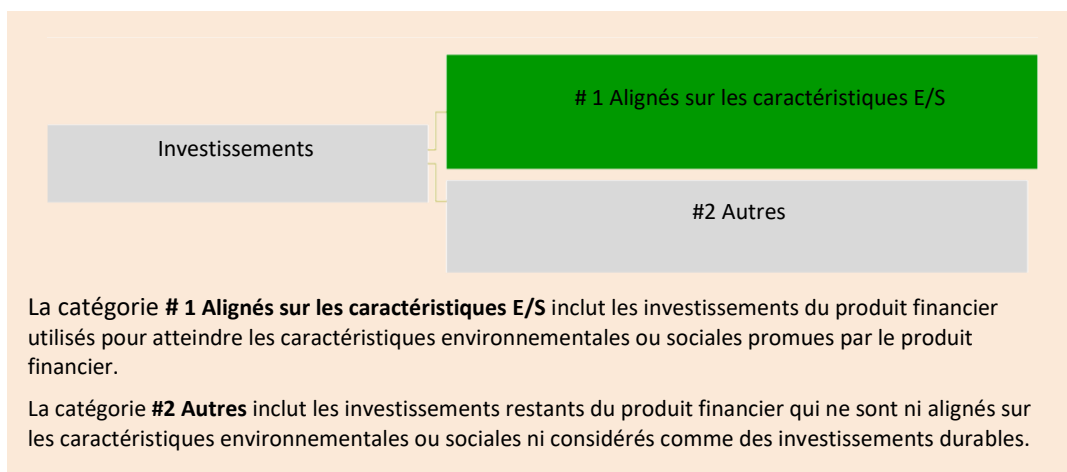 # 1 Alignés sur les caractéristiques E/S
Investissements
#2 Autres
La catégorie # 1 Alignés sur les caractéristiques E/S inclut les investissements du produit financier
utilisés pour atteindre les caractéristiques environnementales ou sociales promues par le produit
financier.
La catégorie #2 Autres inclut les investissements restants du produit financier qui ne sont ni alignés sur
les caractéristiques environnementales ou sociales ni considérés comme des investissements durables.